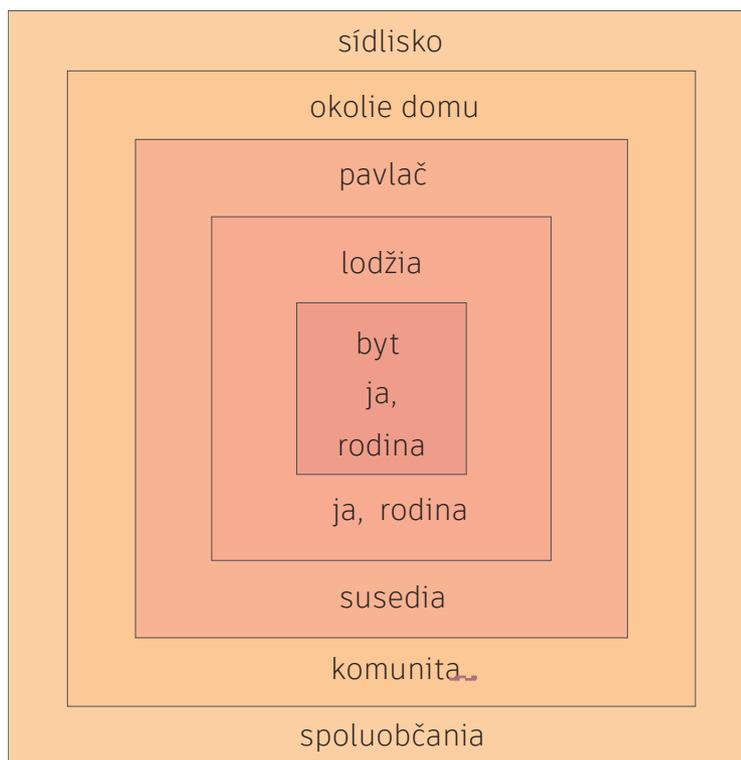 sídlisko
okolie domu
pavlač
lodžia
byt
ja,
rodina
ja, rodina
susedia
komunita
spoluobčania